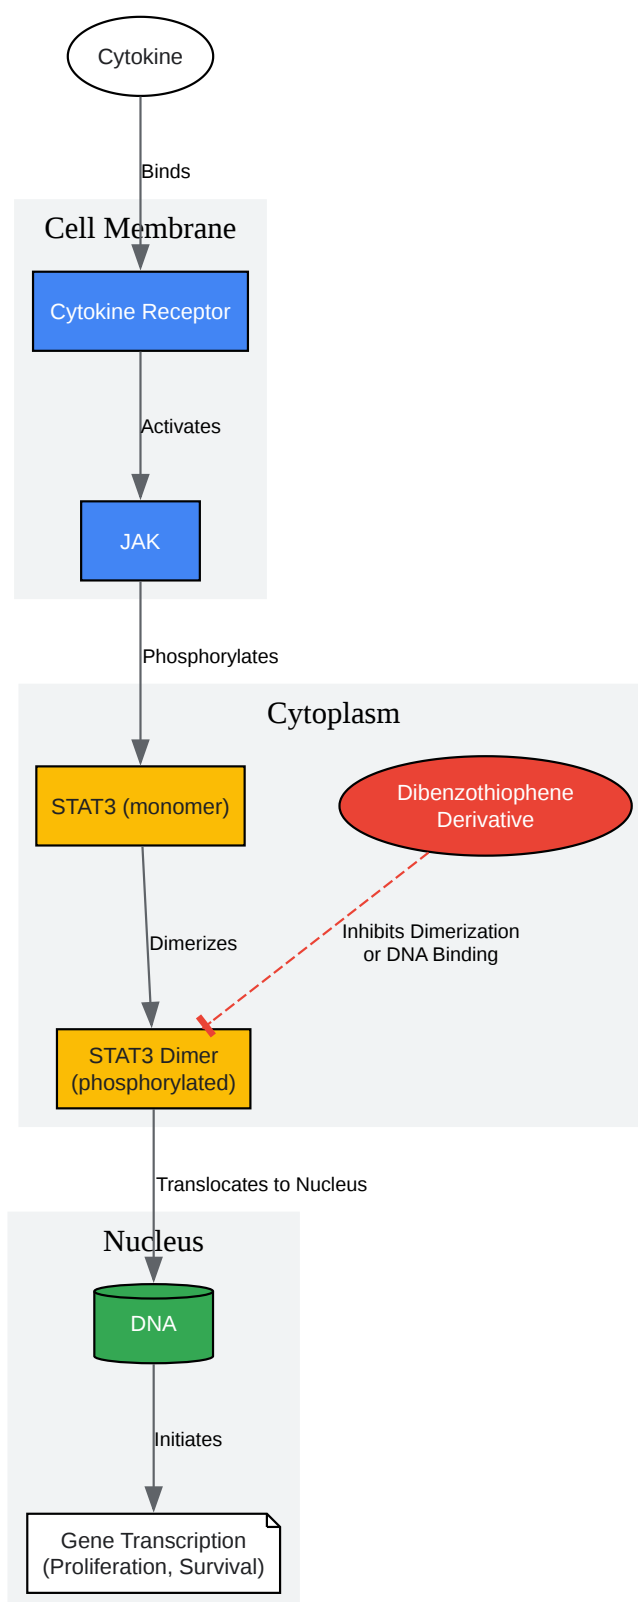 Cytokine
Binds
Cell Membrane
Cytokine Receptor
Activates
JAK
Phosphorylates
Cytoplasm
STAT3 (monomer)
Dibenzothiophene
Derivative
Dimerizes
Inhibits Dimerization
or DNA Binding
STAT3 Dimer
(phosphorylated)
Translocates to Nucleus
Nucleus
DNA
Initiates
Gene Transcription
(Proliferation, Survival)